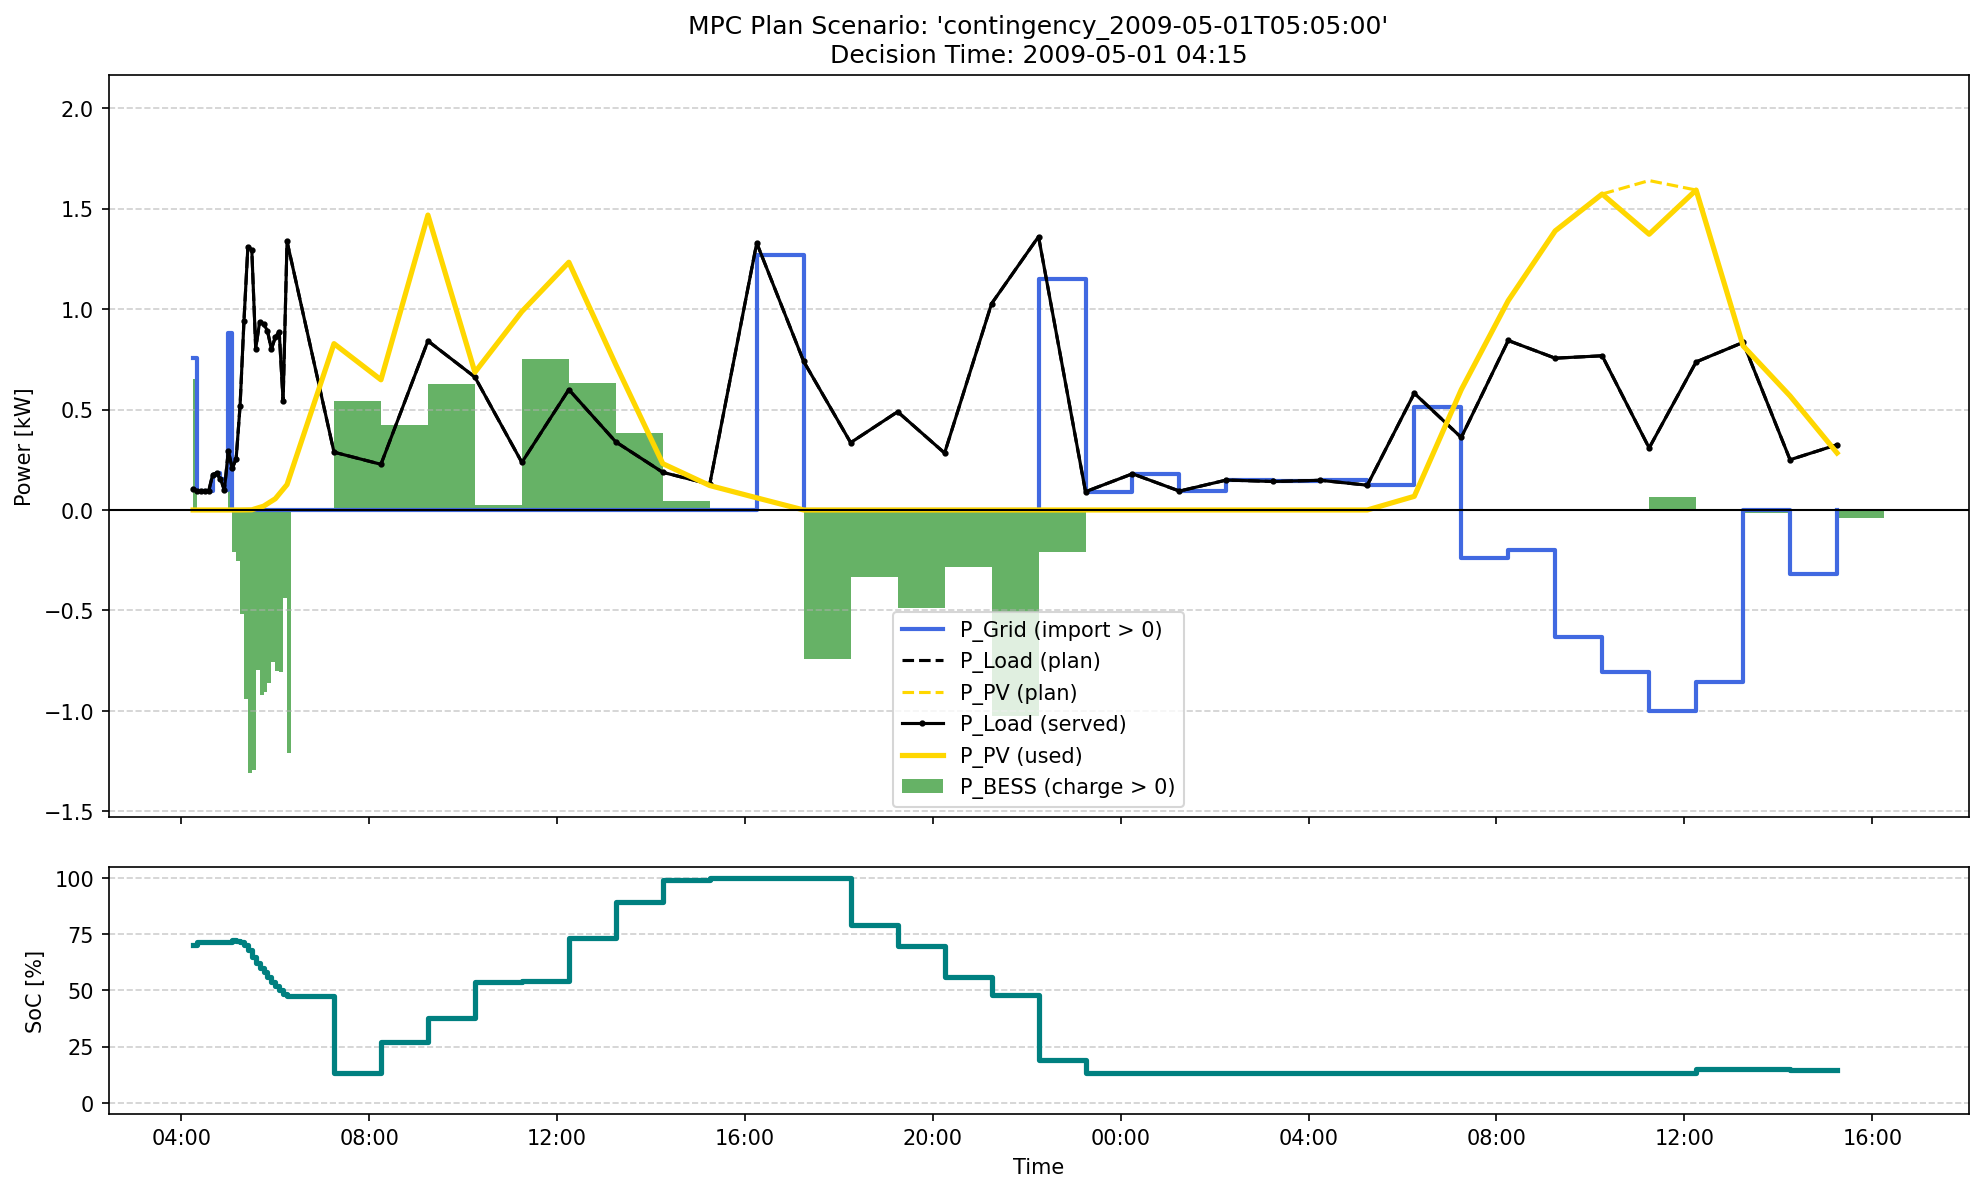 MPC Plan Scenario: 'contingency_2009-05-01T05:05:00'
Decision Time: 2009-05-01 04:15
Power [kW]
2.0
1.5
1.0
0.5
0.0
−0.5
−1.0
−1.5
P_Grid (import > 0)
P_Load (plan)
P_PV (plan)
P_Load (served)
P_PV (used)
P_BESS (charge > 0)
SoC [%]
100
75
50
25
0
04:00 08:00 12:00 16:00 20:00 00:00 04:00 08:00 12:00 16:00
Time